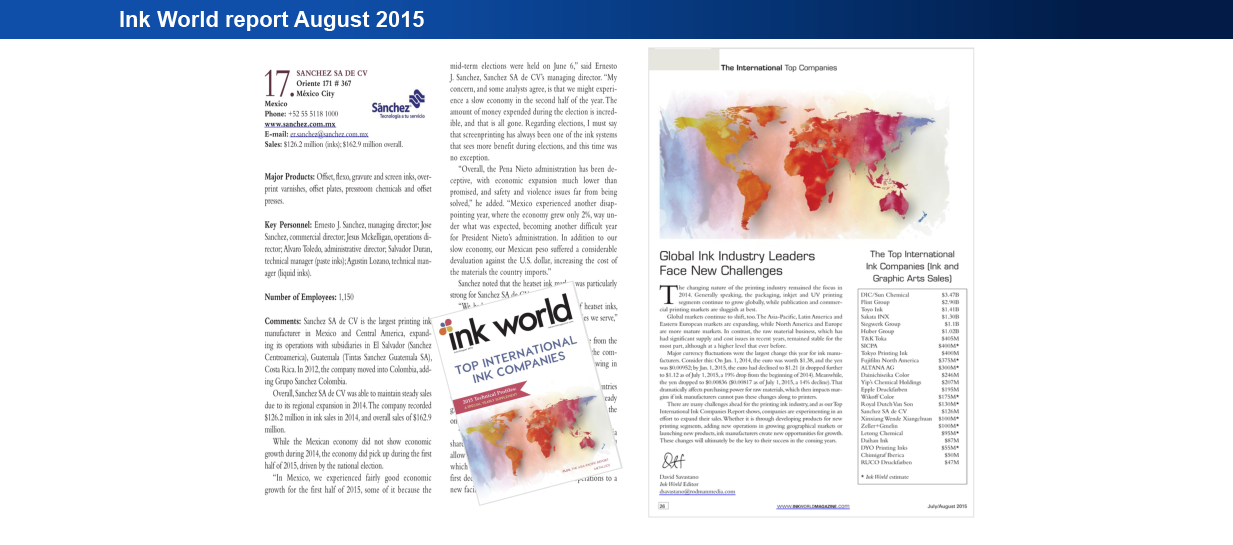 Ink World report August 2015
17. SANCHEZ SA DE CV
Oriente 171 # 367
México City
Mexico
Phone: +52 55 5118 1000
www.sanchez.com.mx
E-mail: er.sanchez@sanchez.com.mx
Sales: $126.2 million (inks); $162.9 million overall.
Sánchez
Tecnología a tu servicio
Major Products: Offset, flexo, gravure and screen inks, over-
print varnishes, offset plates, pressroom chemicals and offset
presses.
Key Personnel: Ernesto J. Sanchez, managing director; Jose
Sanchez, commercial director; Jesus Mckelligan, operations di-
rector; Alvaro Toledo, administrative director; Salvador Duran,
technical manager (paste inks); Agustin Lozano, technical man-
ager (liquid inks).
Number of Employees: 1,150
Comments: Sanchez SA de CV is the largest printing ink
manufacturer in Mexico and Central America, expand-
ing its operations with subsidiaries in El Salvador (Sanchez
Centroamerica), Guatemala (Tintas Sanchez Guatemala SA),
Costa Rica. In 2012, the company moved into Colombia, add-
ing Grupo Sanchez Colombia.
Overall, Sanchez SA de CV was able to maintain steady sales
due to its regional expansion in 2014. The company recorded
$126.2 million in ink sales in 2014, and overall sales of $162.9
million.
While the Mexican economy did not show economic
growth during 2014, the economy did pick up during the first
half of 2015, driven by the national election.
"In Mexico, we experienced fairly good economic
growth for the first half of 2015, some of it because the
mid-term elections were held on June 6," said Ernesto
J. Sanchez, Sanchez SA de CV's managing director. "My
concern, and some analysts agree, is that we might experi-
ence a slow economy in the second half of the year. The
amount of money expended during the election is incred-
ible, and that is all gone. Regarding elections, I must say
that screenprinting has always been one of the ink systems
that sees more benefit during elections, and this time was
no exception.
"Overall, the Pena Nieto administration has been de-
ceptive, with economic expansion much lower than
promised, and safety and violence issues far from being
solved," he added. "Mexico experienced another disap-
pointing year, where the economy grew only 2%, way un-
der what was expected, becoming another difficult year
for President Nieto's administration. In addition to our
slow economy, our Mexican peso suffered a considerable
devaluation against the U.S. dollar, increasing the cost of
the materials the country imports."
Sanchez noted that the heatset ink was particularly
strong for Sanchez SA de
"We
f heatset inks,
es we serve,"
from the
com-
wing in
the
share
allow
which
first
new
perations to a
ink world
TOP INTERNATIONAL
INK COMPANIES
2015 Technical Profiles
The International Top Companies
Global Ink Industry Leaders
Face New Challenges
The changing nature of the printing industry remained the focus in
2014. Generally speaking, the packaging, inkjet and UV printing
segments continue to grow globally, while publication and commer-
cial printing markets are sluggish at best.
Global markets continue to shift, too. The Asia-Pacific, Latin America and
Eastern European markets are expanding, while North America and Europe
are more mature markets. In contrast, the raw material business, which has
had significant supply and cost issues in recent years, remained stable for the
most part, although at a higher level that ever before.
Major currency fluctuations were the largest change this year for ink manu-
facturers. Consider this: On Jan. 1, 2014, the euro was worth $1.38, and the yen
was $0.00952; by Jan. 1, 2015, the euro had declined to $1.21 (it dropped further
to $1.12 as of July 1, 2015, a 19% drop from the beginning of 2014). Meanwhile,
the yen dropped to $0.00836 ($0.00817 as of July 1, 2015, a 14% decline). That
dramatically affects purchasing power for raw materials, which then impacts mar-
gins if ink manufacturers cannot pass these changes along to printers.
There are many challenges ahead for the printing ink industry, and as our Top
International Ink Companies Report shows, companies are experimenting in an
effort to expand their sales. Whether it is through developing products for new
printing segments, adding new operations in growing geographical markets or
launching new products, ink manufacturers create new opportunities for growth.
These changes will ultimately be the key to their success in the coming years.
David Savastano
Ink World Editor
dsavastano@rodmanmedia.com
The Top International
Ink Companies (Ink and
Graphic Arts Sales)
DIC/Sun Chemical $3.47B
Flint Group $2.90B
Toyo Ink $1.41B
Sakata INX $1.30B
Siegwerk Group $1.1B
Huber Group $1.02B
T&K Toka $405M
SICPA $400M*
Tokyo Printing Ink $400M
Fujifilm North America $375M*
ALTANA AG $300M*
Dainichiseika Color $246M
Yip's Chemical Holdings $207M
Epple Druckfarben $195M
Wikoff Color $175M*
Royal Dutch Van Son $130M*
Sanchez SA de CV $126M
Xinxiang Wende Xiangchuan $100M*
Zeller+Gmelin $100M*
Letong Chemical $95M*
Daihan Ink $87M
DYO Printing Inks $55M*
Chimigraf Iberica $50M
RUCO Druckfarben $47M
* Ink World estimate
26
WWW.INKWORLDMAGAZINE.COM
July/August 2015